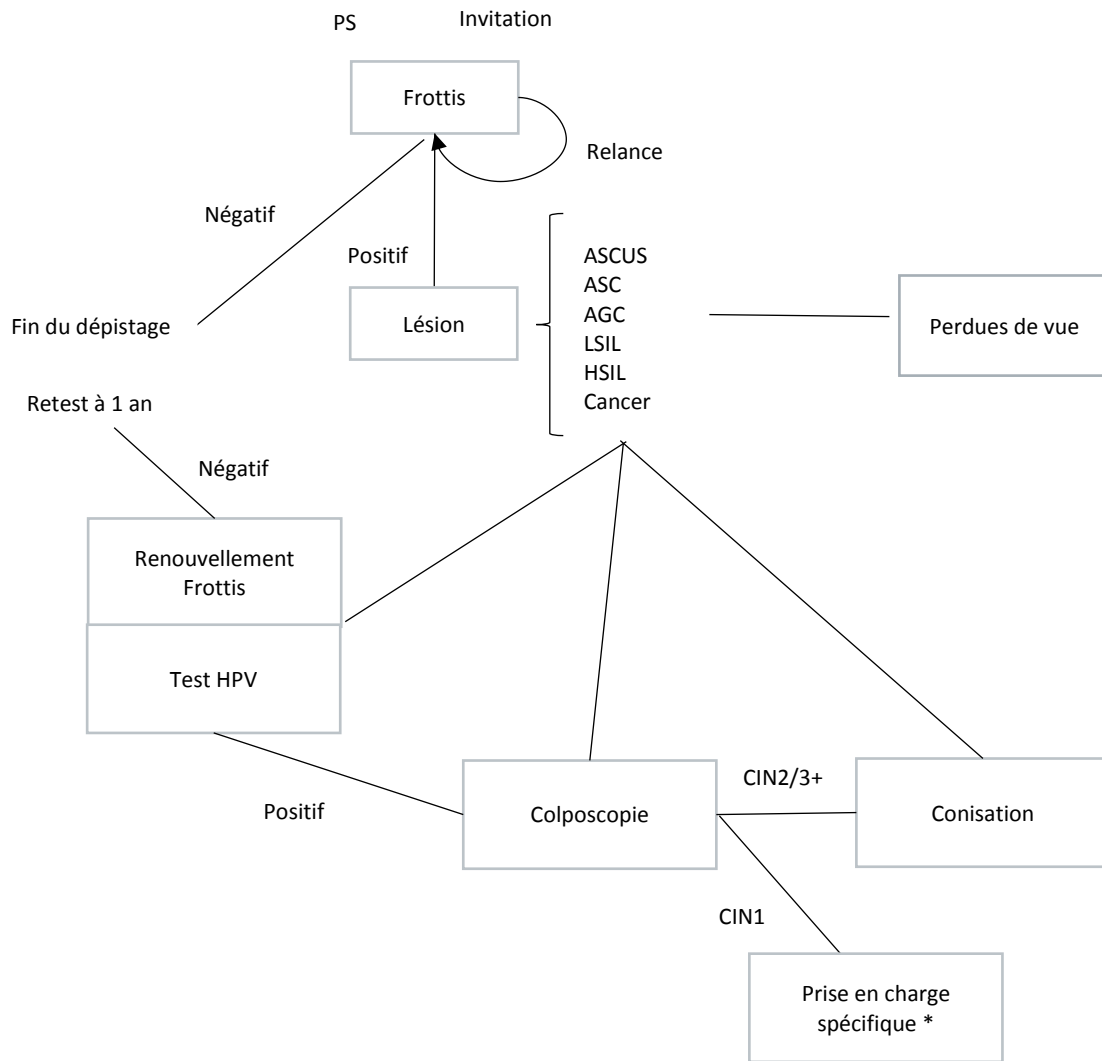 PS
Invitation
Frottis
Relance
Négatif
Positif
Lésion
ASCUS
ASC
AGC
LSIL
HSIL
Cancer
Perdues de vue
Fin du dépistage
Retest à 1 an
Négatif
Renouvellement
Frottis
Test HPV
Positif
Colposcopie
CIN2/3+
Conisation
CIN1
Prise en charge
spécifique *